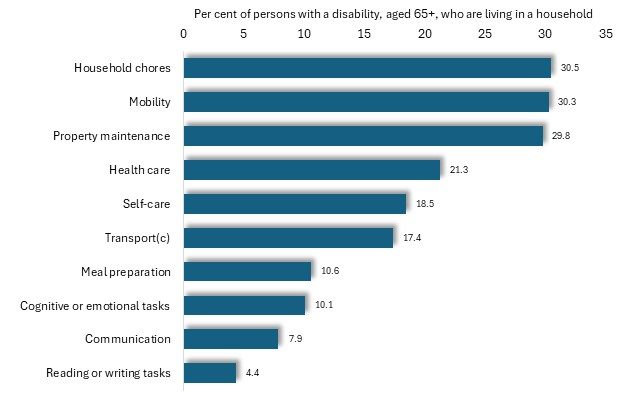 Per cent of persons with a disability, aged 65+, who are living in a household
0 5 10 15 20 25 30 35
Household chores 30.5
Mobility 30.3
Property maintenance 29.8
Health care 21.3
Self-care 18.5
Transport(c) 17.4
Meal preparation 10.6
Cognitive or emotional tasks 10.1
Communication 7.9
Reading or writing tasks 4.4